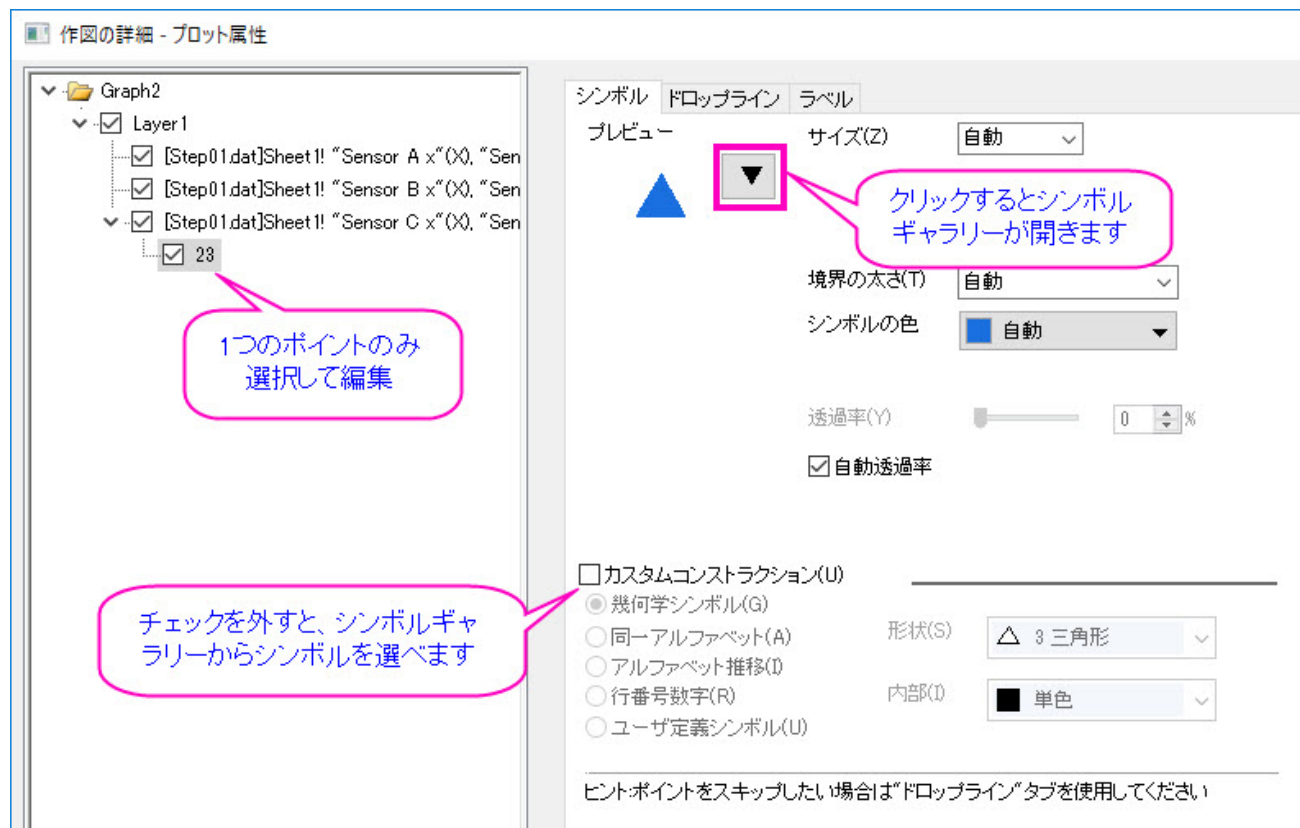 作図の詳細 - プロット属性
Graph2
Layer1
[Step01.dat]Sheet1! "Sensor A x"(X), "Sen
[Step01.dat]Sheet1! "Sensor B x"(X), "Sen
[Step01.dat]Sheet1! "Sensor C x"(X), "Sen
23
1つのポイントのみ
選択して編集
シンボル ドロップライン ラベル
プレビュー
サイズ(Z) 自動
クリックするとシンボル
ギャラリーが開きます
境界の太さ(T) 自動
シンボルの色 自動
透過率(Y) 0 %
自動透過率
チェックを外すと、シンボルギャ
ラリーからシンボルを選べます
カスタムコンストラクション(U)
幾何学シンボル(G)
同一アルファベット(A)
アルファベット推移(I)
行番号数字(R)
ユーザ定義シンボル(U)
形状(S) 3 三角形
内部(I) 単色
ヒント:ポイントをスキップしたい場合は"ドロップライン"タブを使用してください